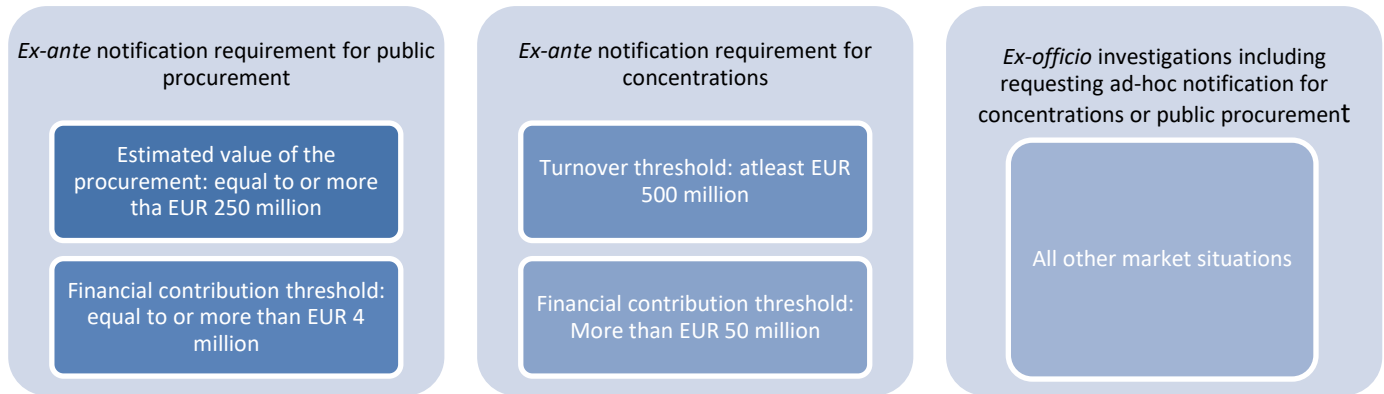 Ex-ante notification requirement for public
procurement
Estimated value of the
procurement: equal to or more
tha EUR 250 million
Financial contribution threshold:
equal to or more than EUR 4
million
Ex-ante notification requirement for
concentrations
Turnover threshold: atleast EUR
500 million
Financial contribution threshold:
More than EUR 50 million
Ex-officio investigations including
requesting ad-hoc notification for
concentrations or public procurement
All other market situations